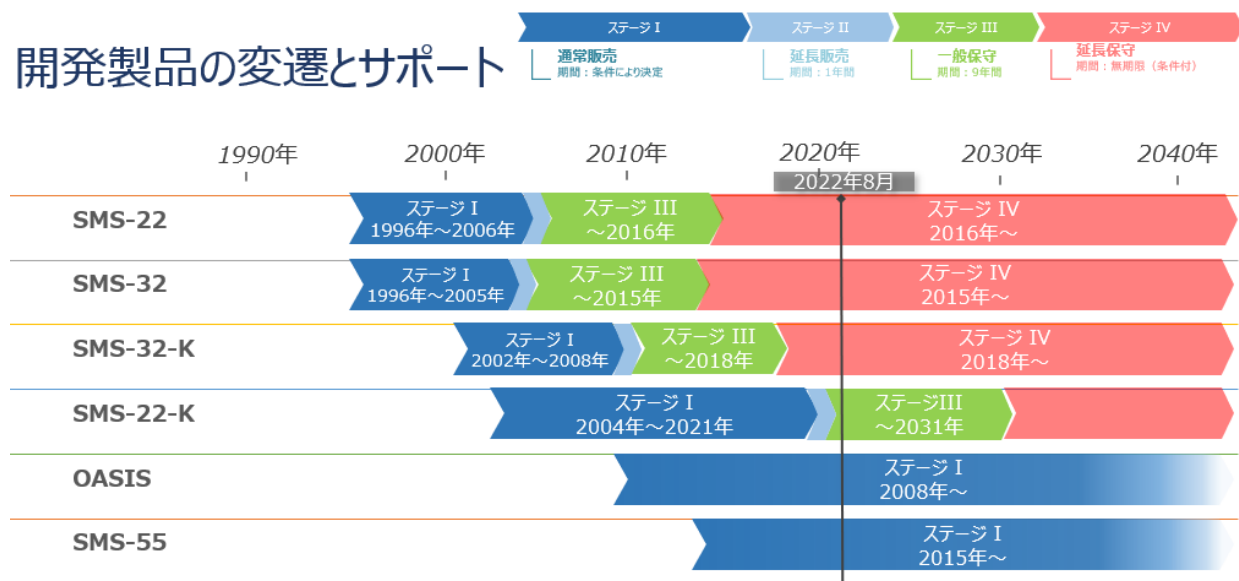 開発製品の変遷とサポート
ステージ I
ステージ II
ステージ III
ステージ IV
通常販売
期間：条件により決定
延長販売
期間：1年間
一般保守
期間：9年間
延長保守
期間：無期限（条件付）
1990年
2000年
2010年
2020年
2030年
2040年
2022年8月
SMS-22
ステージ I
1996年～2006年
ステージ III
～2016年
ステージ IV
2016年～
SMS-32
ステージ I
1996年～2005年
ステージ III
～2015年
ステージ IV
2015年～
SMS-32-K
ステージ I
2002年～2008年
ステージ III
～2018年
ステージ IV
2018年～
SMS-22-K
ステージ I
2004年～2021年
ステージIII
～2031年
OASIS
ステージ I
2008年～
SMS-55
ステージ I
2015年～